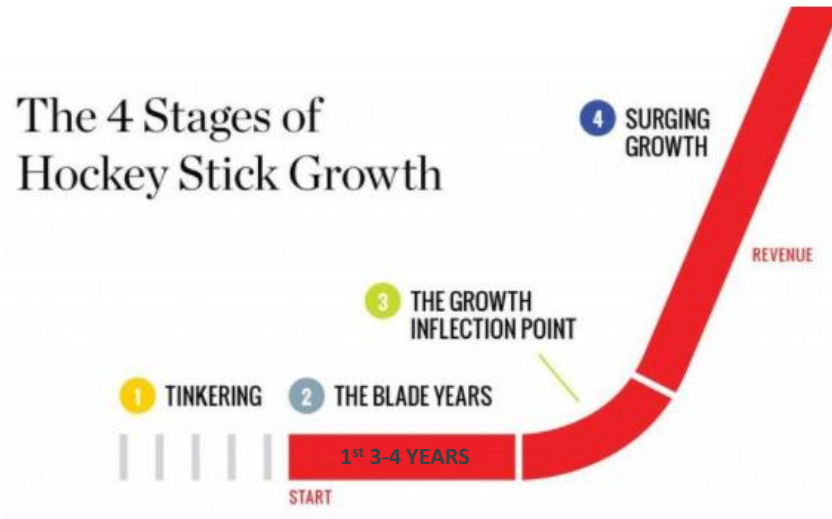 The 4 Stages of
Hockey Stick Growth
4 SURGING
GROWTH
REVENUE
3 THE GROWTH
INFLECTION POINT
1 TINKERING
2 THE BLADE YEARS
1st 3-4 YEARS
START